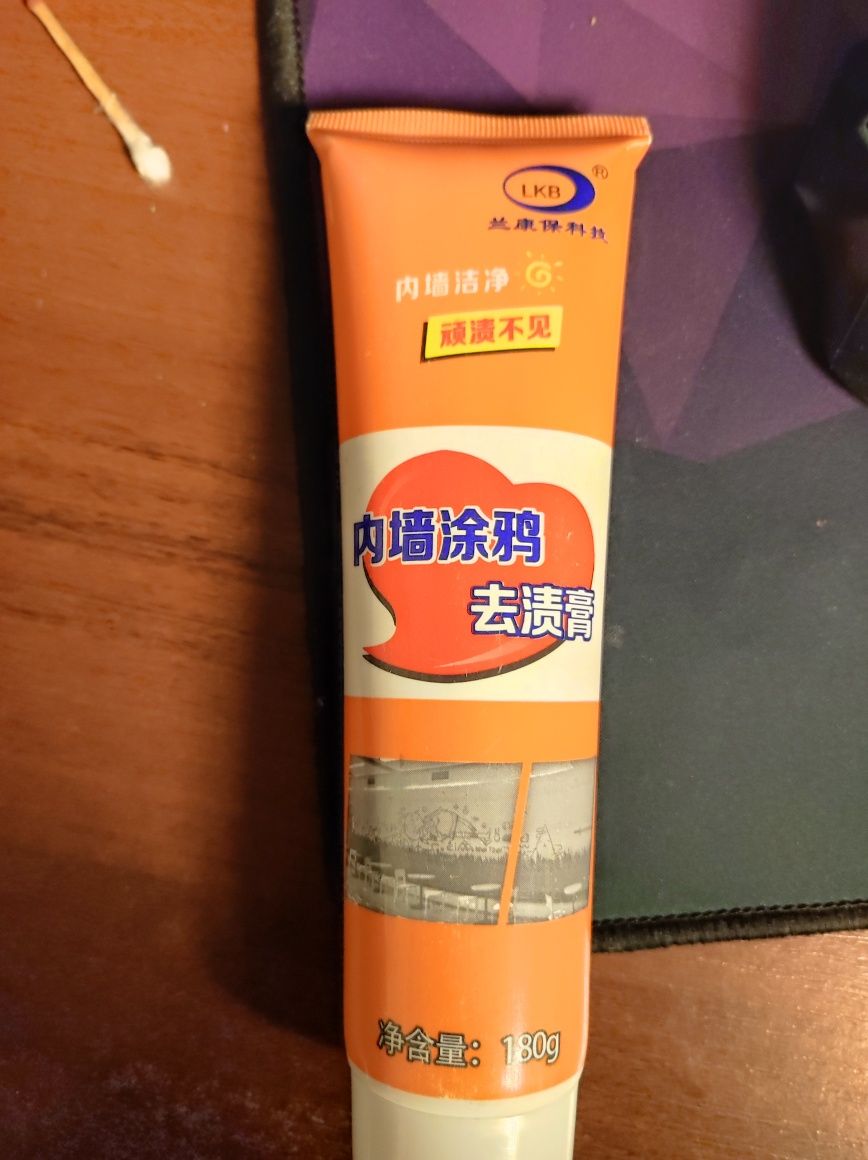 LKB®
兰康保科技
内墙洁净
顽渍不见
内墙涂鸦
去渍膏
净含量：180g